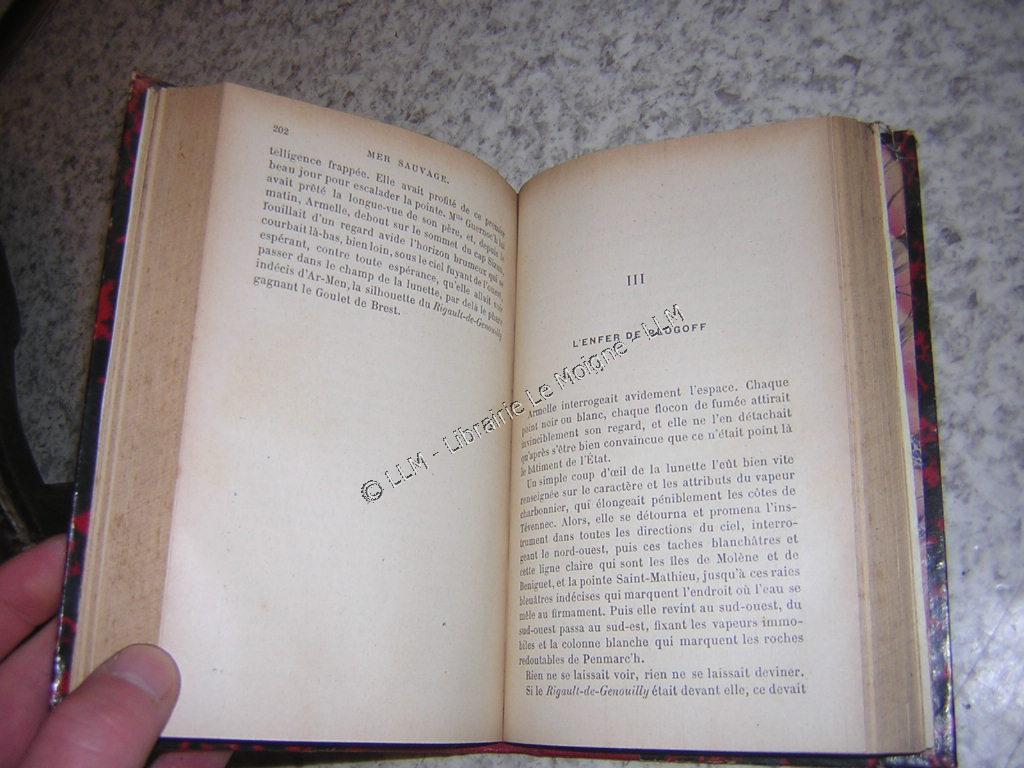 202
MER SAUVAGE.
telligence frappée. Elle avait profité de ce premier
beau jour pour escalader la pointe. Mme Guernoc'h lui
avait prêté la longue-vue de son père, et, depuis le
matin, Armelle, debout sur le sommet du cap Sizun,
fouillait d'un regard avide l'horizon brumeux qui se
courbait là-bas, bien loin, sous le ciel fuyant de l'ouest,
espérant, contre toute espérance, qu'elle allait voir
passer dans le champ de la lunette, par delà le phare
indécis d'Ar-Men, la silhouette du Rigault-de-Genouilly
gagnant le Goulet de Brest.
III
L'ENFER DE
Armelle interrogeait avidement l'espace. Chaque
point noir ou blanc, chaque flocon de fumée attirait
invinciblement son regard, et elle ne l'en détachait
qu'après s'être bien convaincue que ce n'était point là
le bâtiment de l'État.
Un simple coup d'œil de la lunette l'eût bien vite
renseignée sur le caractère et les attributs du vapeur
charbonnier, qui élongeait péniblement les côtes de
Tévennec. Alors, elle se détourna et promena l'ins-
trument dans toutes les directions du ciel, interro-
geant le nord-ouest, puis ces taches blanchâtres et
cette ligne claire qui sont les îles de Molène et de
Beniguet, et la pointe Saint-Mathieu, jusqu'à ces raies
bleuâtres indécises qui marquent l'endroit où l'eau se
mêle au firmament. Puis elle revint au sud-ouest, du
sud-ouest passa au sud-est, fixant les vapeurs immo-
biles et la colonne blanche qui marquent les roches
redoutables de Penmarc'h.
Rien ne se laissait voir, rien ne se laissait deviner.
Si le Rigault-de-Genouilly était devant elle, ce devait
© LLM - Librairie Le Moigne - LLM